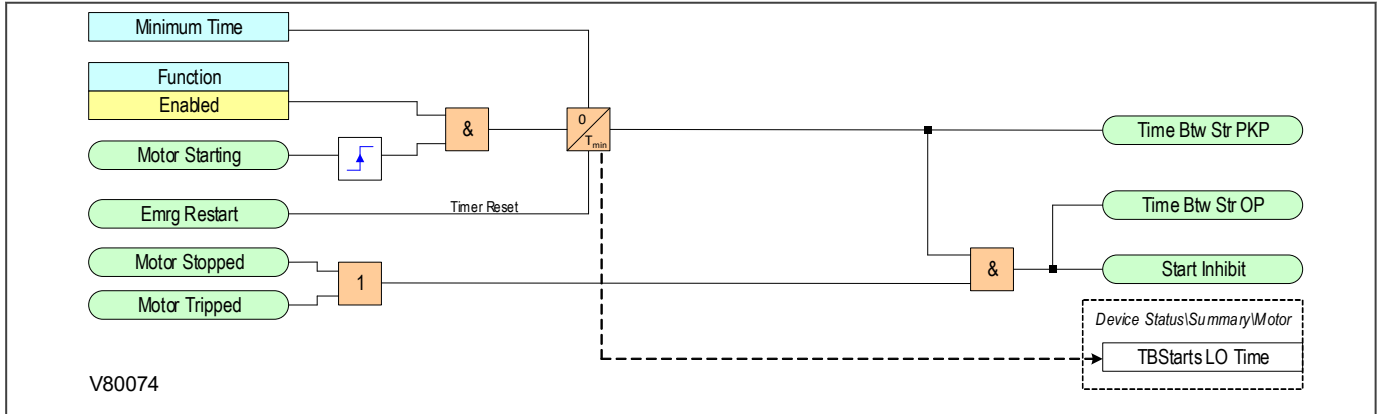 Minimum Time
Function
Enabled
&
0
Tmin
Time Btw Str PKP
Motor Starting
Time Btw Str OP
Emrg Restart
Timer Reset
Motor Stopped
1
&
Start Inhibit
Motor Tripped
Device Status\Summary\Motor
TBStarts LO Time
V80074